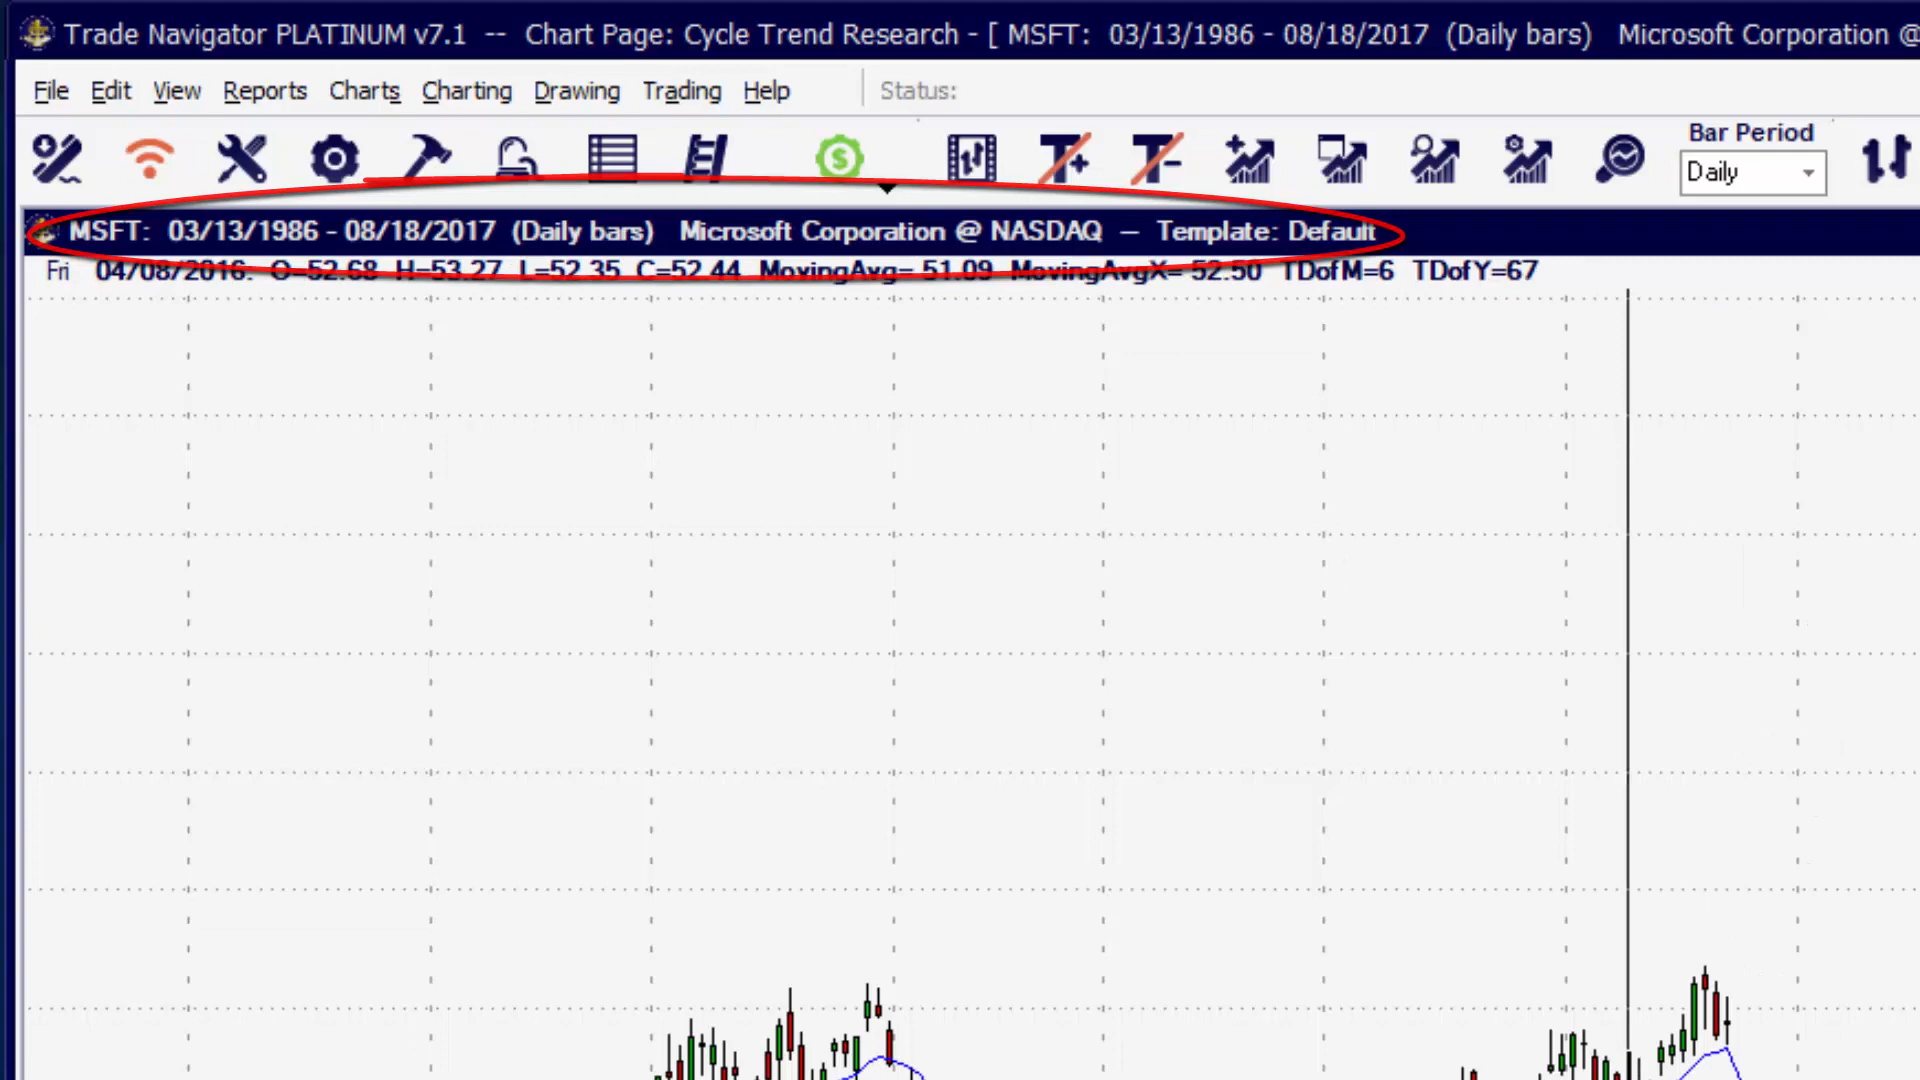 Trade Navigator PLATINUM v7.1 -- Chart Page: Cycle Trend Research - [ MSFT: 03/13/1986 - 08/18/2017 (Daily bars) Microsoft Corporation @
File Edit View Reports Charts Charting Drawing Trading Help Status:
Bar Period
Daily
MSFT: 03/13/1986 - 08/18/2017 (Daily bars) Microsoft Corporation @ NASDAQ – Template: Default
Fri 04/08/2016: O=52.68 H=53.27 L=52.35 C=52.44 MovingAvg= 51.09 MovingAvgX= 52.50 TDofM=6 TDofY=67